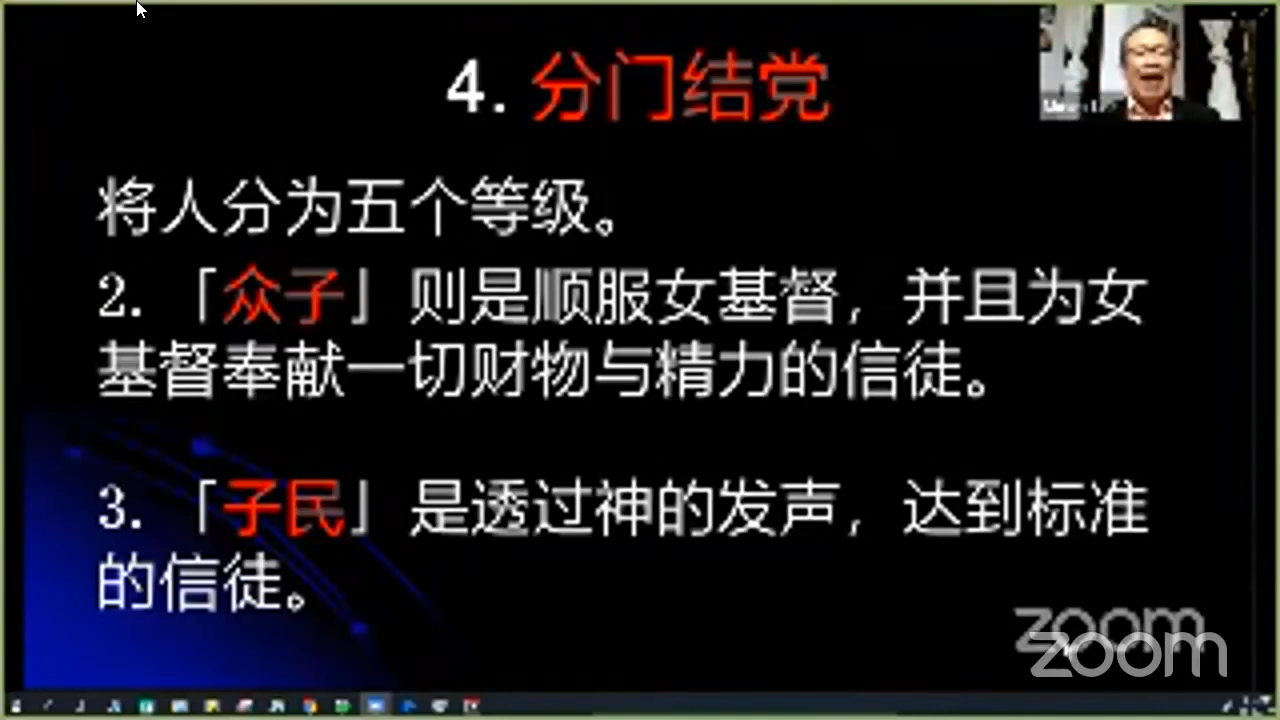 4. 分门结党
将人分为五个等级。
2. 「众子」则是顺服女基督，并且为女
基督奉献一切财物与精力的信徒。
3. 「子民」是透过神的发声，达到标准
的信徒。
zoom
zoom